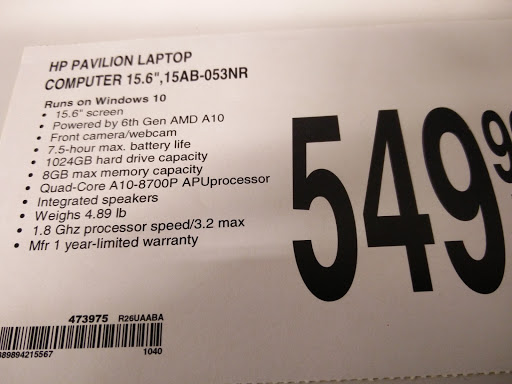 HP PAVILION LAPTOP
COMPUTER 15.6",15AB-053NR
Runs on Windows 10
• 15.6" screen
• Powered by 6th Gen AMD A10
• Front camera/webcam
• 7.5-hour max. battery life
• 1024GB hard drive capacity
• 8GB max memory capacity
• Quad-Core A10-8700P APUprocessor
• Integrated speakers
• Weighs 4.89 lb
• 1.8 Ghz processor speed/3.2 max
• Mfr 1 year-limited warranty
549
473975 R26UAABA
1040